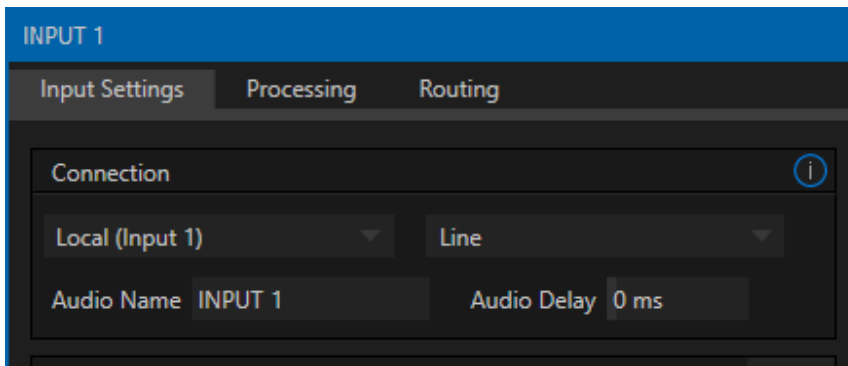 INPUT 1
Input Settings Processing Routing
Connection
Local (Input 1) Line
Audio Name INPUT 1 Audio Delay 0 ms